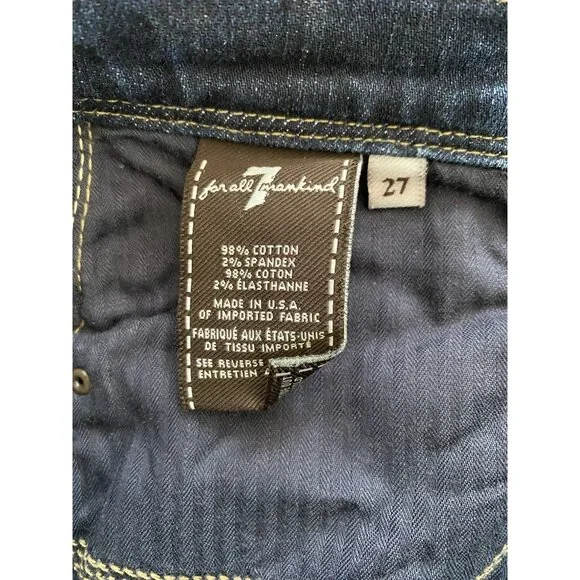 7
for all mankind
27
98% COTTON
2% SPANDEX
98% COTON
2% ÉLASTHANNE
MADE IN U.S.A.
OF IMPORTED FABRIC
FABRIQUÉ AUX ÉTATS-UNIS
DE TISSU IMPORTÉ
SEE REVERSE
ENTRETIEN